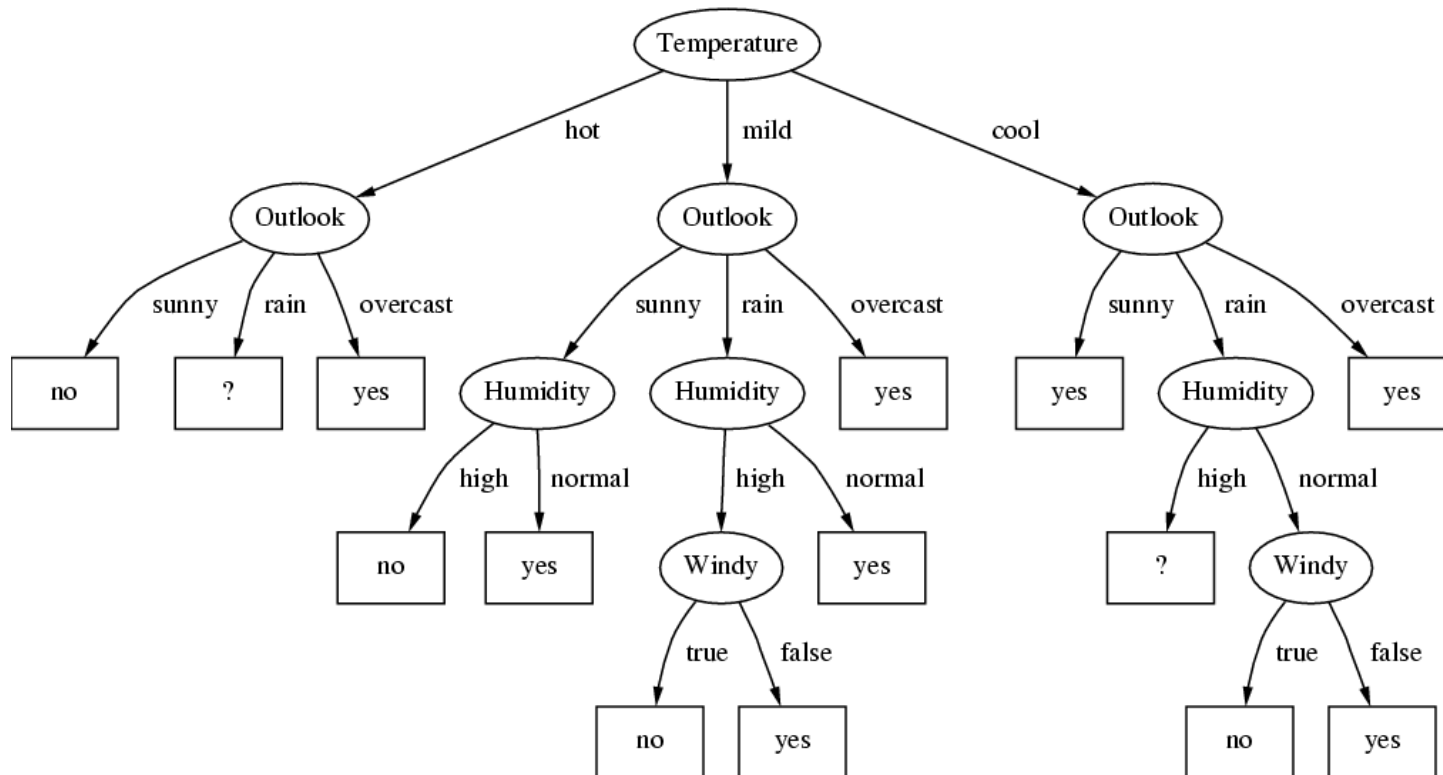 Temperature
hot mild cool
Outlook Outlook Outlook
sunny rain overcast sunny rain overcast sunny rain overcast
no ? yes Humidity Humidity yes yes Humidity yes
high normal high normal high normal
no yes Windy yes ? Windy
true false true false
no yes no yes